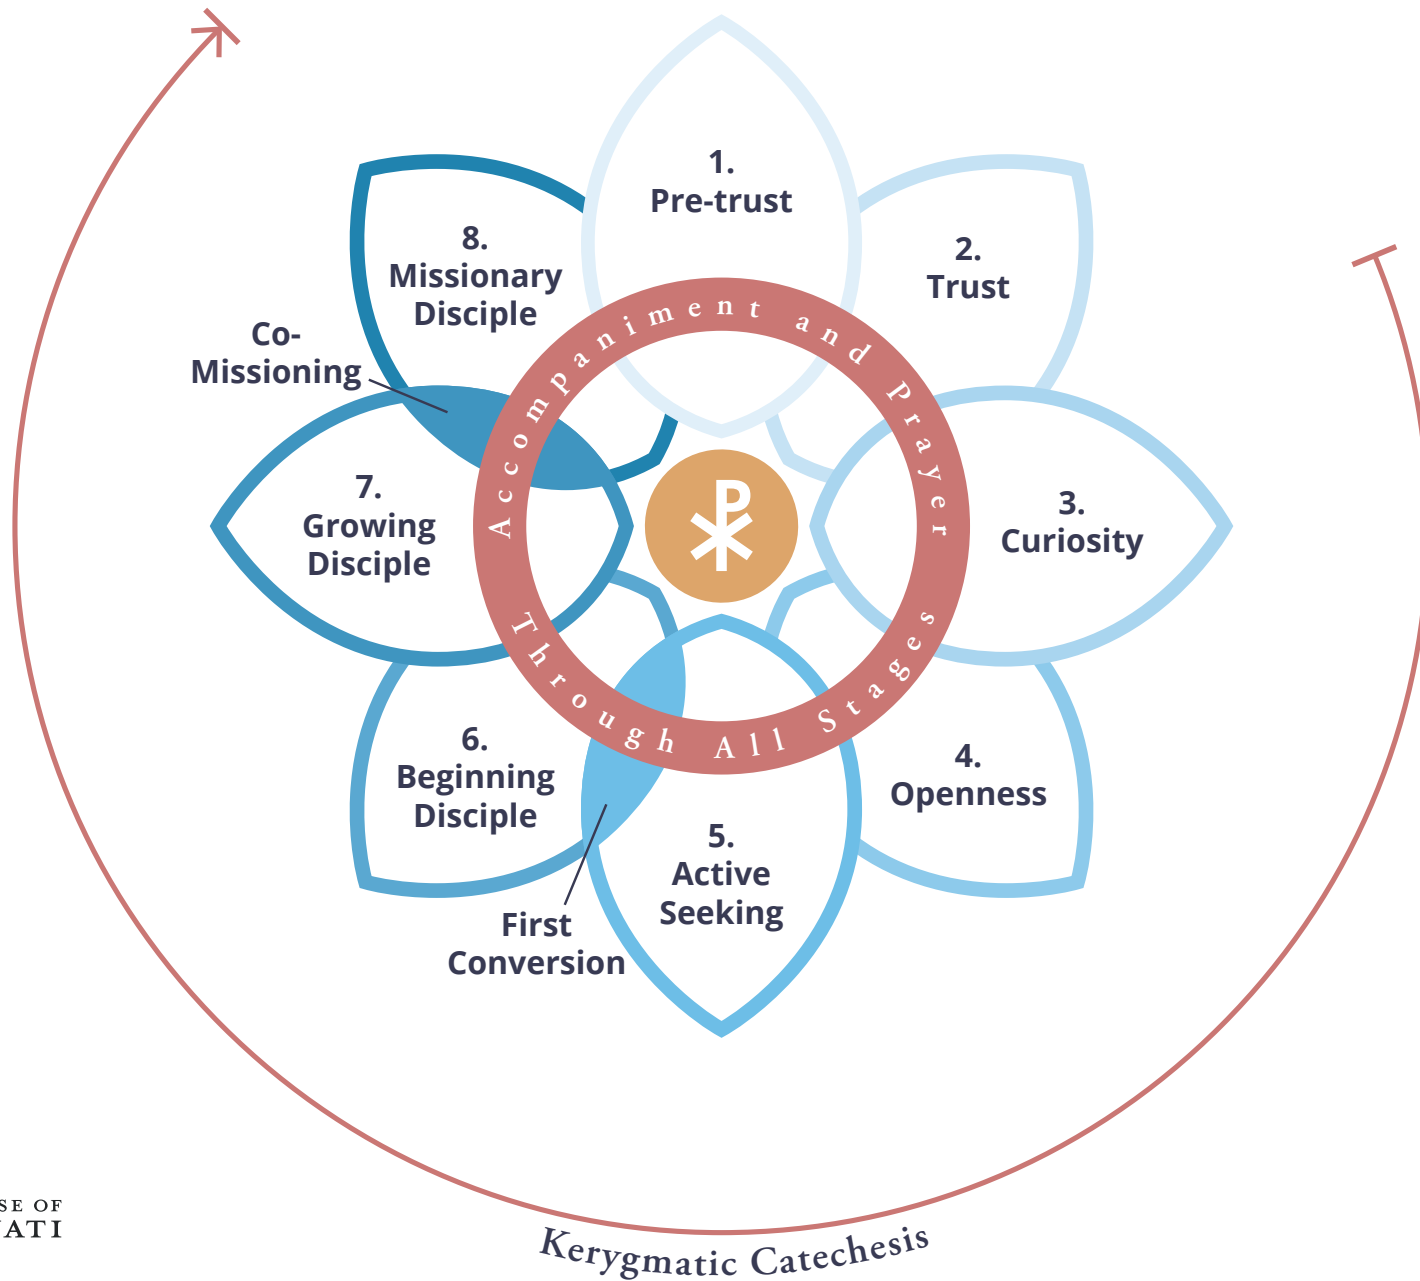 1.
Pre-trust
2.
Trust
3.
Curiosity
4.
Openness
5.
Active
Seeking
First
Conversion
6.
Beginning
Disciple
7.
Growing
Disciple
Co-
Missioning
8.
Missionary
Disciple
Accompaniment and Prayer
Through All Stages
Kerygmatic Catechesis
SE OF
ATI